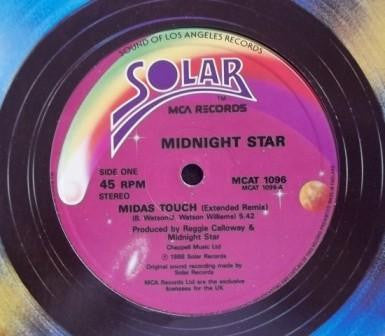 SOUND OF LOS ANGELES RECORDS
SOLAR
TM
MCA RECORDS
MIDNIGHT STAR
SIDE ONE
45 RPM
STEREO
MCAT 1096
MCAT 1096-A
MIDAS TOUCH (Extended Remix)
(B. Watson/J. Watson Williams) 5.42
Produced by Reggie Calloway &
Midnight Star
Chappell Music Ltd
℗ 1986 Solar Records
Original sound recording made by
Solar Records
MCA Records Ltd are the exclusive
licensees for the UK